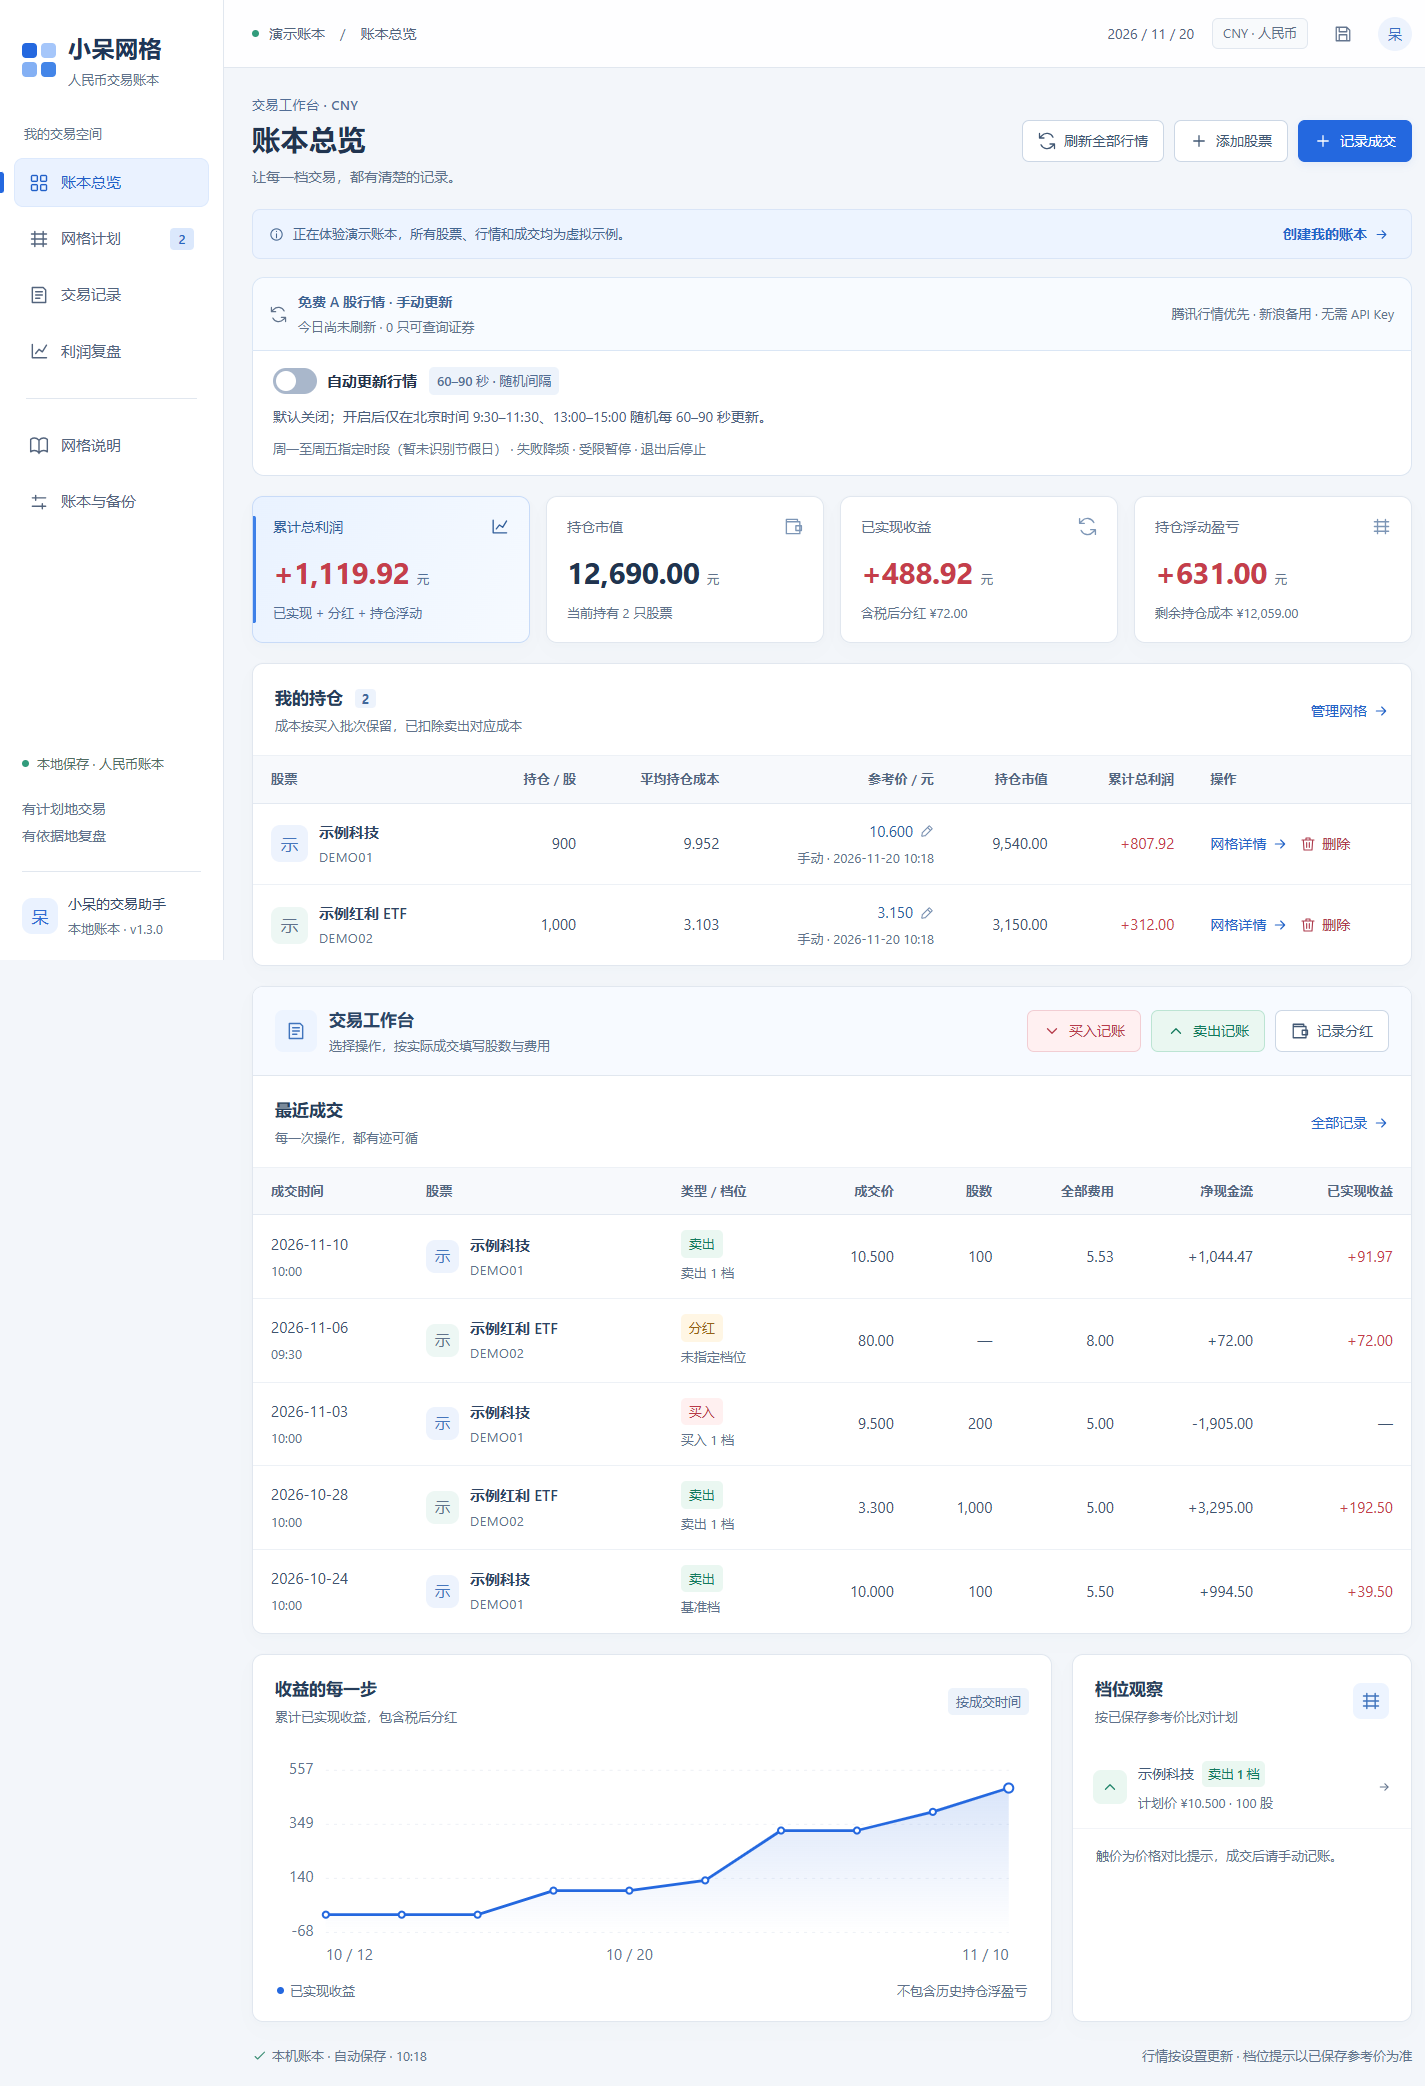 小呆网格
人民币交易账本
我的交易空间
账本总览
网格计划 2
交易记录
利润复盘
网格说明
账本与备份
本地保存 · 人民币账本
有计划地交易
有依据地复盘
呆
小呆的交易助手
本地账本 · v1.3.0
演示账本 / 账本总览
2026 / 11 / 20
CNY · 人民币
呆
交易工作台 · CNY
账本总览
让每一档交易，都有清楚的记录。
刷新全部行情
添加股票
记录成交
正在体验演示账本，所有股票、行情和成交均为虚拟示例。
创建我的账本 →
免费 A 股行情 · 手动更新
今日尚未刷新 · 0 只可查询证券
腾讯行情优先 · 新浪备用 · 无需 API Key
自动更新行情 60–90 秒 · 随机间隔
默认关闭；开启后仅在北京时间 9:30–11:30、13:00–15:00 随机每 60–90 秒更新。
周一至周五指定时段（暂未识别节假日） · 失败降频 · 受限暂停 · 退出后停止
累计总利润
+1,119.92 元
已实现 + 分红 + 持仓浮动
持仓市值
12,690.00 元
当前持有 2 只股票
已实现收益
+488.92 元
含税后分红 ¥72.00
持仓浮动盈亏
+631.00 元
剩余持仓成本 ¥12,059.00
我的持仓 2
成本按买入批次保留，已扣除卖出对应成本
管理网格 →
股票 持仓 / 股 平均持仓成本 参考价 / 元 持仓市值 累计总利润 操作
示 示例科技 DEMO01 900 9.952 10.600 手动 · 2026-11-20 10:18 9,540.00 +807.92 网格详情 → 删除
示 示例红利 ETF DEMO02 1,000 3.103 3.150 手动 · 2026-11-20 10:18 3,150.00 +312.00 网格详情 → 删除
交易工作台
选择操作，按实际成交填写股数与费用
买入记账
卖出记账
记录分红
最近成交
每一次操作，都有迹可循
全部记录 →
成交时间 股票 类型 / 档位 成交价 股数 全部费用 净现金流 已实现收益
2026-11-10 10:00 示 示例科技 DEMO01 卖出 卖出 1 档 10.500 100 5.53 +1,044.47 +91.97
2026-11-06 09:30 示 示例红利 ETF DEMO02 分红 未指定档位 80.00 — 8.00 +72.00 +72.00
2026-11-03 10:00 示 示例科技 DEMO01 买入 买入 1 档 9.500 200 5.00 -1,905.00 —
2026-10-28 10:00 示 示例红利 ETF DEMO02 卖出 卖出 1 档 3.300 1,000 5.00 +3,295.00 +192.50
2026-10-24 10:00 示 示例科技 DEMO01 卖出 基准档 10.000 100 5.50 +994.50 +39.50
收益的每一步
累计已实现收益，包含税后分红
按成交时间
557
349
140
-68
10 / 12 10 / 20 11 / 10
已实现收益
不包含历史持仓浮盈亏
档位观察
按已保存参考价比对计划
示例科技 卖出 1 档
计划价 ¥10.500 · 100 股
触价为价格对比提示，成交后请手动记账。
本机账本 · 自动保存 · 10:18
行情按设置更新 · 档位提示以已保存参考价为准